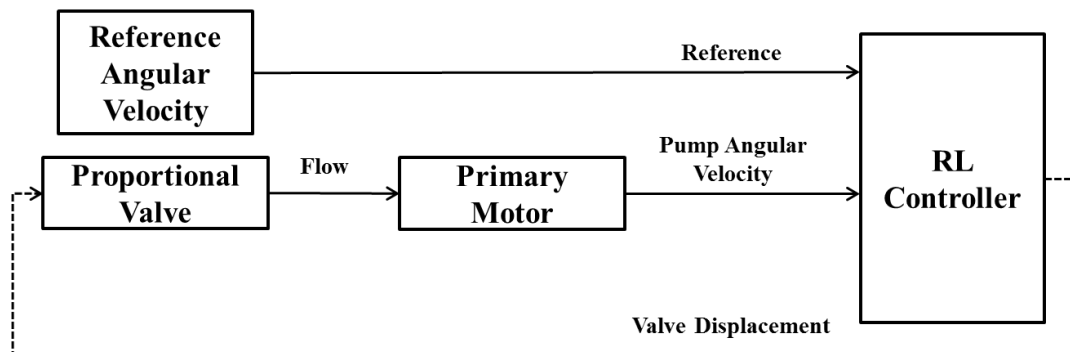 Reference
Angular
Velocity
Reference
Proportional
Valve
Flow
Primary
Motor
Pump Angular
Velocity
RL
Controller
Valve Displacement